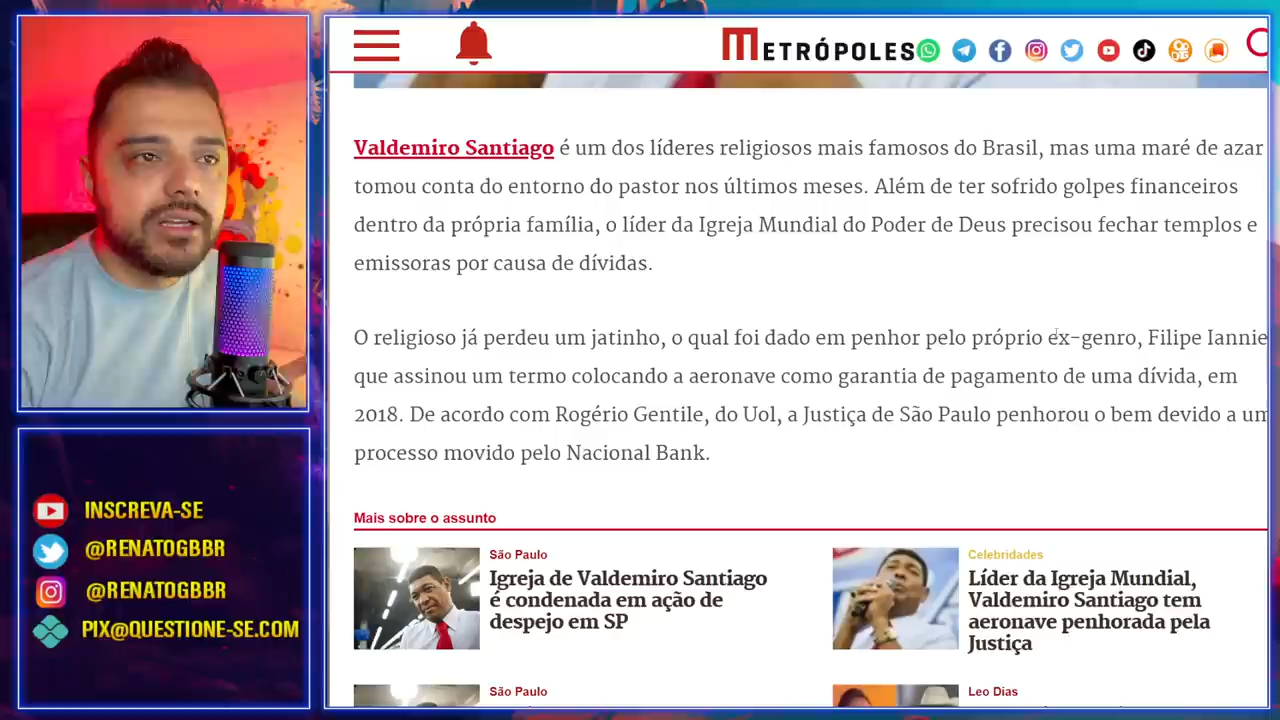 METRÓPOLES
Valdemiro Santiago é um dos líderes religiosos mais famosos do Brasil, mas uma maré de azar
tomou conta do entorno do pastor nos últimos meses. Além de ter sofrido golpes financeiros
dentro da própria família, o líder da Igreja Mundial do Poder de Deus precisou fechar templos e
emissoras por causa de dívidas.
O religioso já perdeu um jatinho, o qual foi dado em penhor pelo próprio ex-genro, Filipe Iannie
que assinou um termo colocando a aeronave como garantia de pagamento de uma dívida, em
2018. De acordo com Rogério Gentile, do Uol, a Justiça de São Paulo penhorou o bem devido a um
processo movido pelo Nacional Bank.
Mais sobre o assunto
São Paulo
Igreja de Valdemiro Santiago
é condenada em ação de
despejo em SP
Celebridades
Líder da Igreja Mundial,
Valdemiro Santiago tem
aeronave penhorada pela
Justiça
São Paulo
Leo Dias
INSCREVA-SE
@RENATOGBBR
@RENATOGBBR
PIX@QUESTIONE-SE.COM